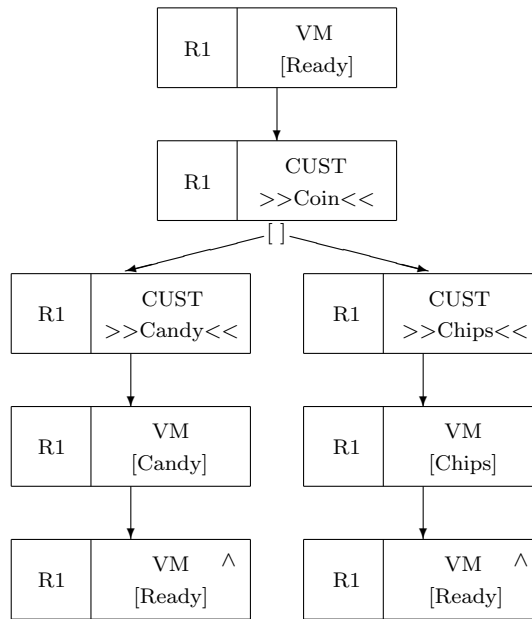 R1 VM
[Ready]
R1 CUST
>>Coin<<
[ ]
R1 CUST
>>Candy<<
R1 CUST
>>Chips<<
R1 VM
[Candy]
R1 VM
[Chips]
R1 VM ^
[Ready]
R1 VM ^
[Ready]